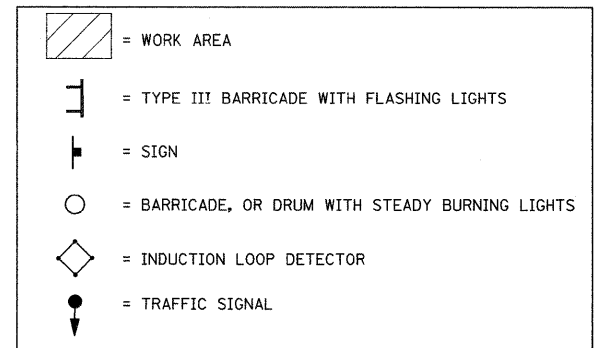 = WORK AREA
= TYPE III BARRICADE WITH FLASHING LIGHTS
= SIGN
= BARRICADE, OR DRUM WITH STEADY BURNING LIGHTS
= INDUCTION LOOP DETECTOR
= TRAFFIC SIGNAL